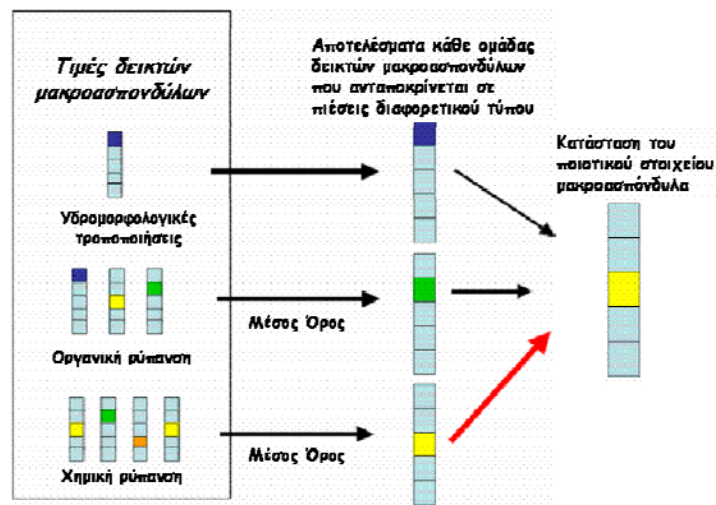 Τιμές δεικτών
μακροασπονδύλων
Υδρομορφολογικές
τροποποιήσεις
Οργανική ρύπανση
Χημική ρύπανση
Μέσος Όρος
Μέσος Όρος
Αποτελέσματα κάθε ομάδας
δεικτών μακροασπονδύλων
που ανταποκρίνεται σε
πιέσεις διαφορετικού τύπου
Κατάσταση του
ποιοτικού στοιχείου
μακροασπόνδυλα